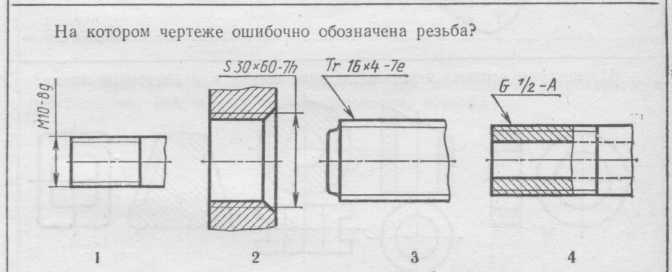 На котором чертеже ошибочно обозначена резьба?
S 30×60-7h
Tr 16×4-7e
G 1/2-A
M10-8g
1
2
3
4